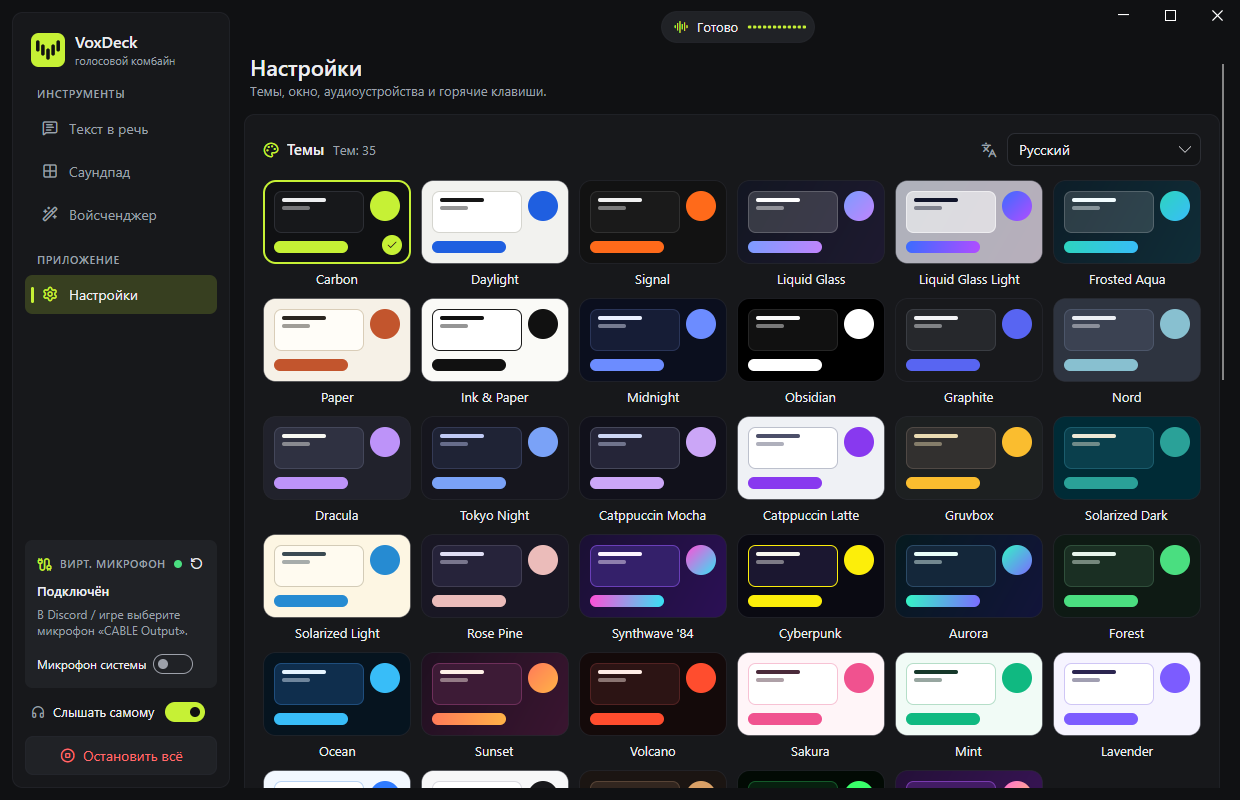 Готово
VoxDeck
голосовой комбайн
ИНСТРУМЕНТЫ
Текст в речь
Саундпад
Войсченджер
ПРИЛОЖЕНИЕ
Настройки
ВИРТ. МИКРОФОН
Подключён
В Discord / игре выберите
микрофон «CABLE Output».
Микрофон системы
Слышать самому
Остановить всё
Настройки
Темы, окно, аудиоустройства и горячие клавиши.
Темы Тем: 35
Русский
Carbon Daylight Signal Liquid Glass Liquid Glass Light Frosted Aqua
Paper Ink & Paper Midnight Obsidian Graphite Nord
Dracula Tokyo Night Catppuccin Mocha Catppuccin Latte Gruvbox Solarized Dark
Solarized Light Rose Pine Synthwave '84 Cyberpunk Aurora Forest
Ocean Sunset Volcano Sakura Mint Lavender